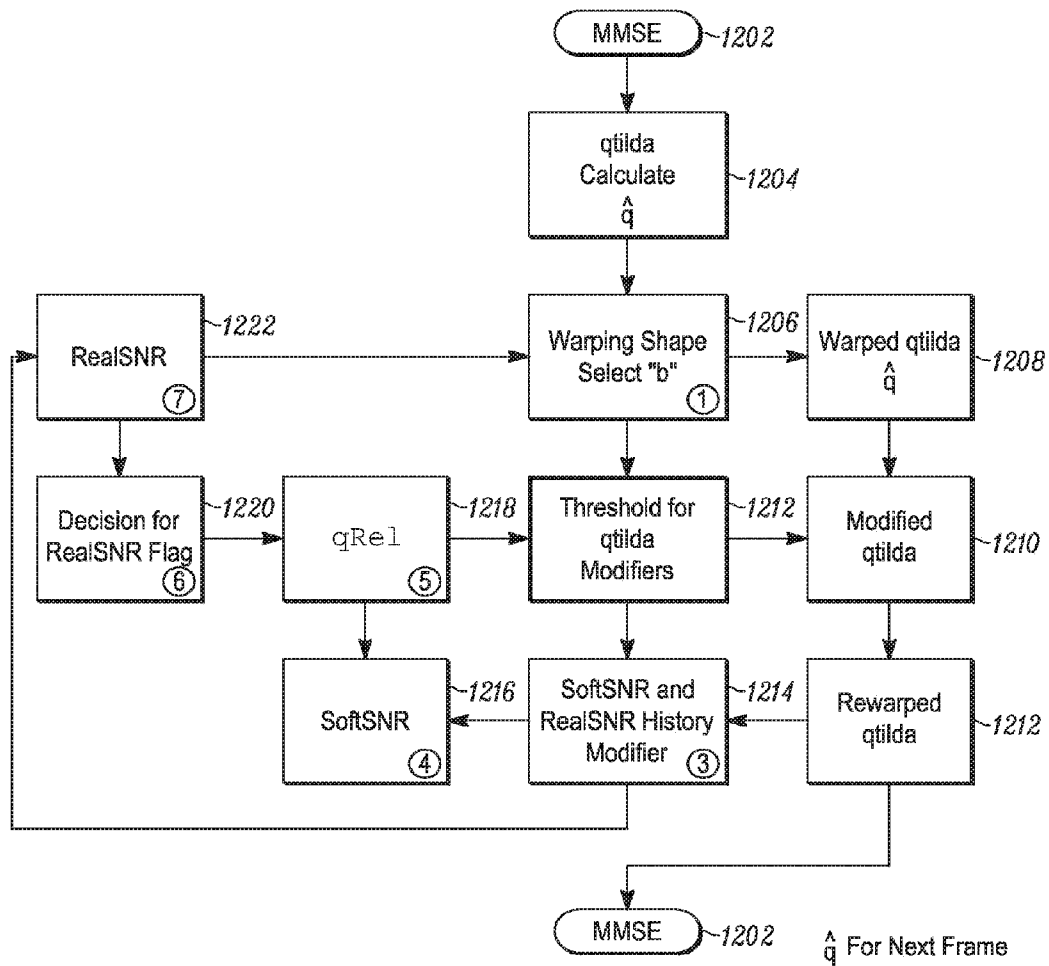 MMSE
1202
qtilda
Calculate
q̂
1204
RealSNR
⑦
1222
Warping Shape
Select "b"
①
1206
Warped qtilda
q̂
1208
Decision for
RealSNR Flag
⑥
1220
qRel
⑤
1218
Threshold for
qtilda
Modifiers
1212
Modified
qtilda
1210
SoftSNR
④
1216
SoftSNR and
RealSNR History
Modifier
③
1214
Rewarped
qtilda
1212
MMSE
1202
q̂ For Next Frame